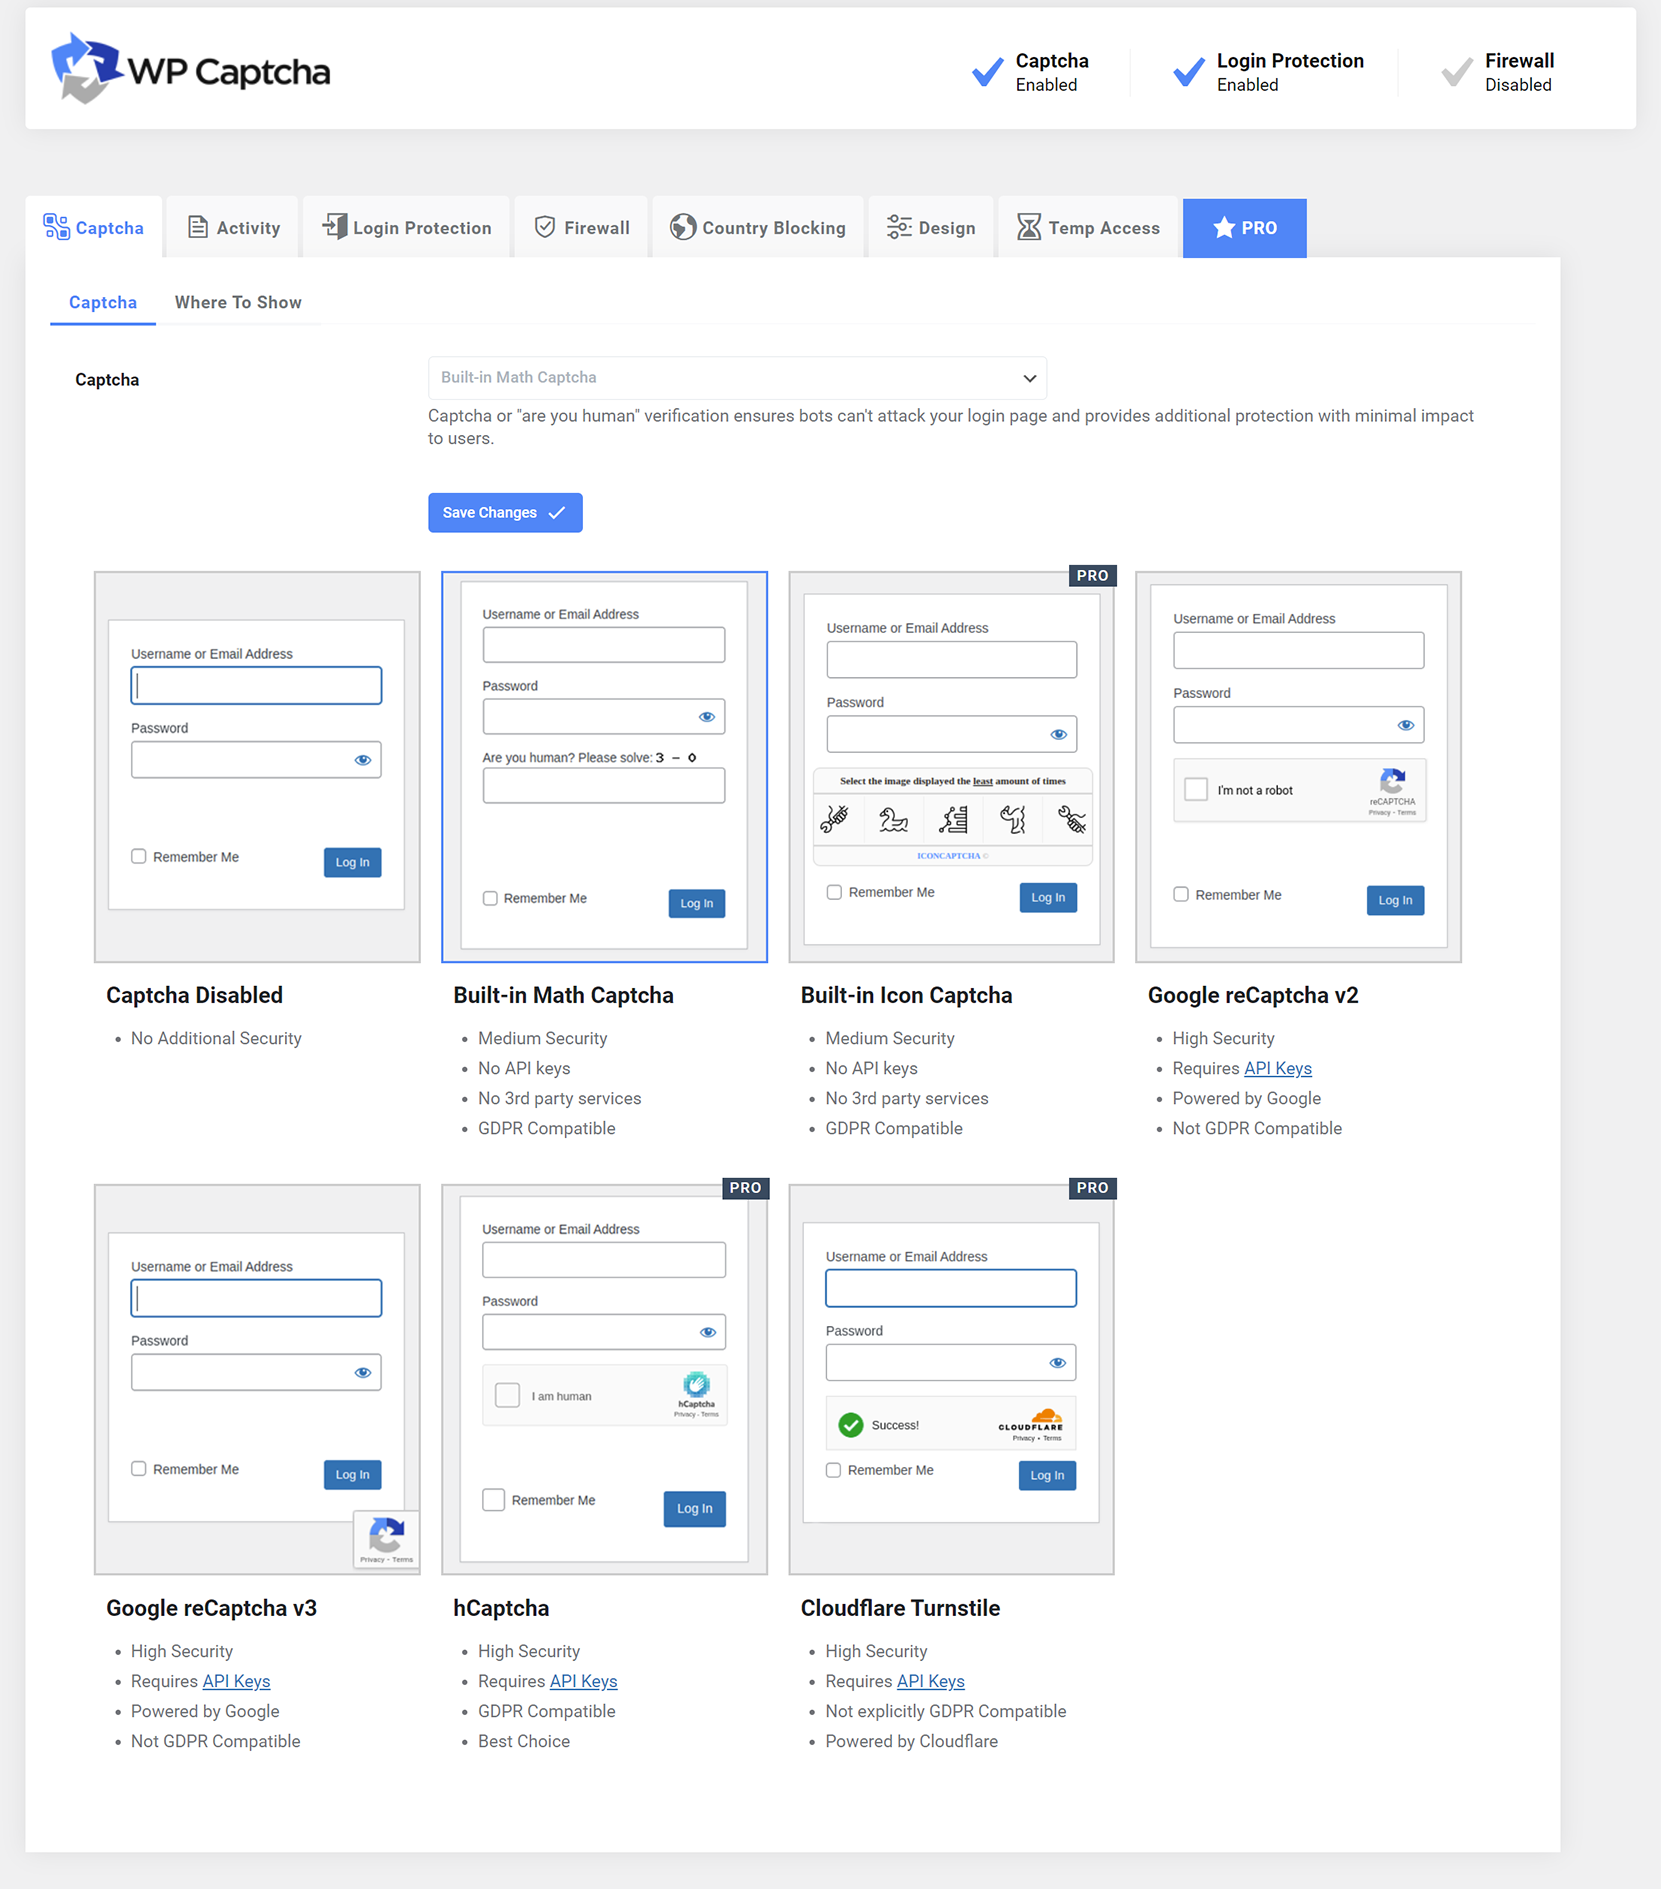 WP Captcha
Captcha
Enabled
Login Protection
Enabled
Firewall
Disabled
Captcha
Activity
Login Protection
Firewall
Country Blocking
Design
Temp Access
PRO
Captcha
Where To Show
Captcha
Built-in Math Captcha
Captcha or "are you human" verification ensures bots can't attack your login page and provides additional protection with minimal impact
to users.
Save Changes
Username or Email Address
Password
Remember Me
Log In
Captcha Disabled
No Additional Security
Username or Email Address
Password
Are you human? Please solve: 3 - 0
Remember Me
Log In
Built-in Math Captcha
Medium Security
No API keys
No 3rd party services
GDPR Compatible
PRO
Username or Email Address
Password
Select the image displayed the least amount of times
ICONCAPTCHA ©
Remember Me
Log In
Built-in Icon Captcha
Medium Security
No API keys
No 3rd party services
GDPR Compatible
Username or Email Address
Password
I'm not a robot
reCAPTCHA
Privacy - Terms
Remember Me
Log In
Google reCaptcha v2
High Security
Requires API Keys
Powered by Google
Not GDPR Compatible
Username or Email Address
Password
Remember Me
Log In
Privacy - Terms
Google reCaptcha v3
High Security
Requires API Keys
Powered by Google
Not GDPR Compatible
PRO
Username or Email Address
Password
I am human
hCaptcha
Privacy - Terms
Remember Me
Log In
hCaptcha
High Security
Requires API Keys
GDPR Compatible
Best Choice
PRO
Username or Email Address
Password
Success!
CLOUDFLARE
Privacy • Terms
Remember Me
Log In
Cloudflare Turnstile
High Security
Requires API Keys
Not explicitly GDPR Compatible
Powered by Cloudflare